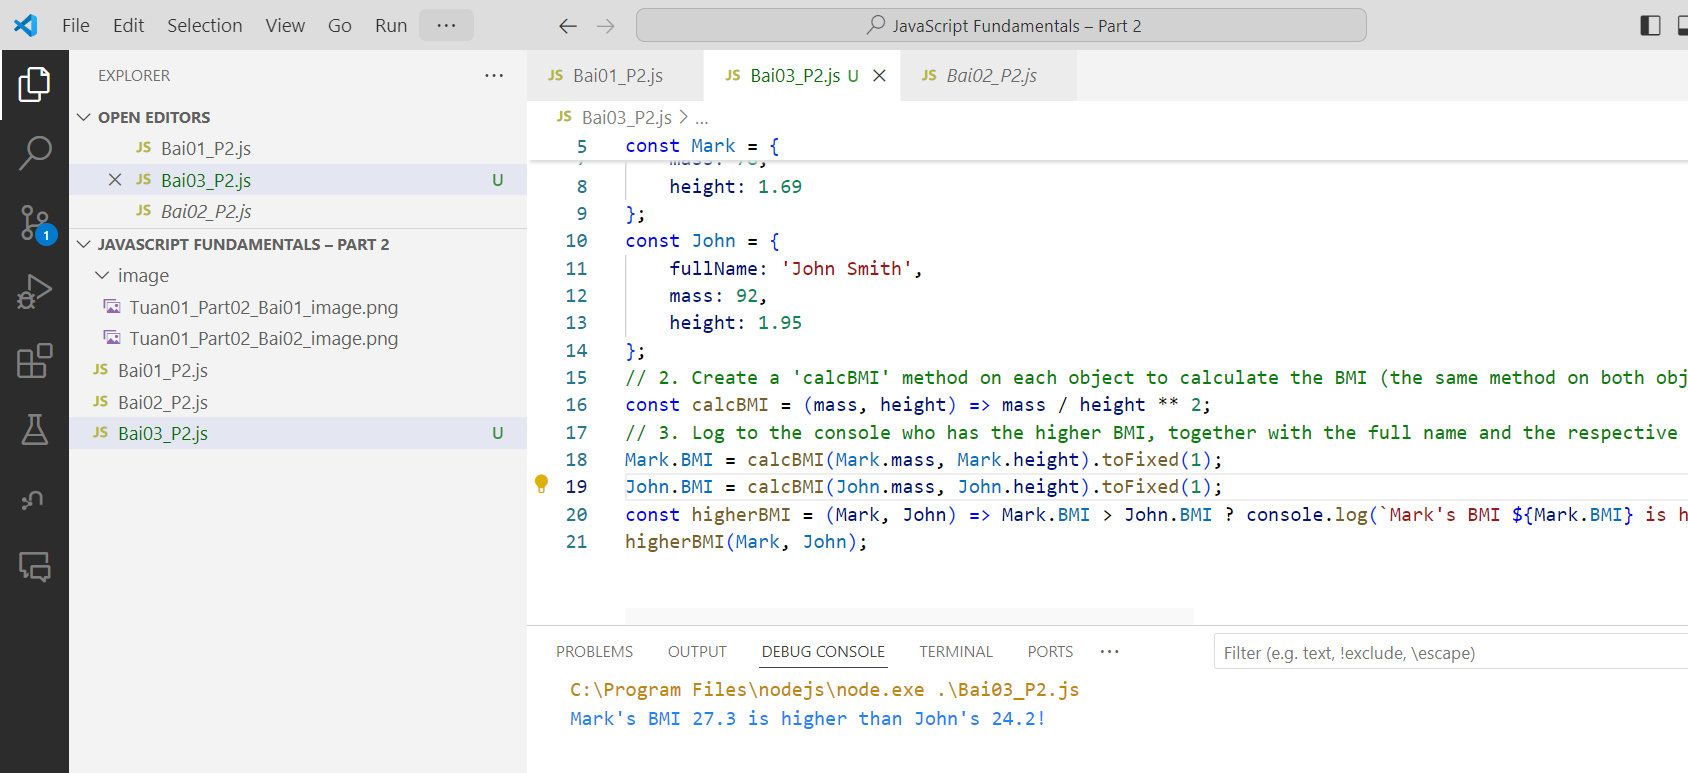 File Edit Selection View Go Run ··· ← → JavaScript Fundamentals – Part 2
EXPLORER ···
OPEN EDITORS
JS Bai01_P2.js
JS Bai03_P2.js U
JS Bai02_P2.js
1
JAVASCRIPT FUNDAMENTALS – PART 2
image
Tuan01_Part02_Bai01_image.png
Tuan01_Part02_Bai02_image.png
JS Bai01_P2.js
JS Bai02_P2.js
JS Bai03_P2.js U
JS Bai01_P2.js JS Bai03_P2.js U JS Bai02_P2.js
JS Bai03_P2.js > ...
5 const Mark = {
8 height: 1.69
9 };
10 const John = {
11 fullName: 'John Smith',
12 mass: 92,
13 height: 1.95
14 };
15 // 2. Create a 'calcBMI' method on each object to calculate the BMI (the same method on both obj
16 const calcBMI = (mass, height) => mass / height ** 2;
17 // 3. Log to the console who has the higher BMI, together with the full name and the respective
18 Mark.BMI = calcBMI(Mark.mass, Mark.height).toFixed(1);
19 John.BMI = calcBMI(John.mass, John.height).toFixed(1);
20 const higherBMI = (Mark, John) => Mark.BMI > John.BMI ? console.log(`Mark's BMI ${Mark.BMI} is h
21 higherBMI(Mark, John);
PROBLEMS OUTPUT DEBUG CONSOLE TERMINAL PORTS ··· Filter (e.g. text, !exclude, \escape)
C:\Program Files\nodejs\node.exe .\Bai03_P2.js
Mark's BMI 27.3 is higher than John's 24.2!